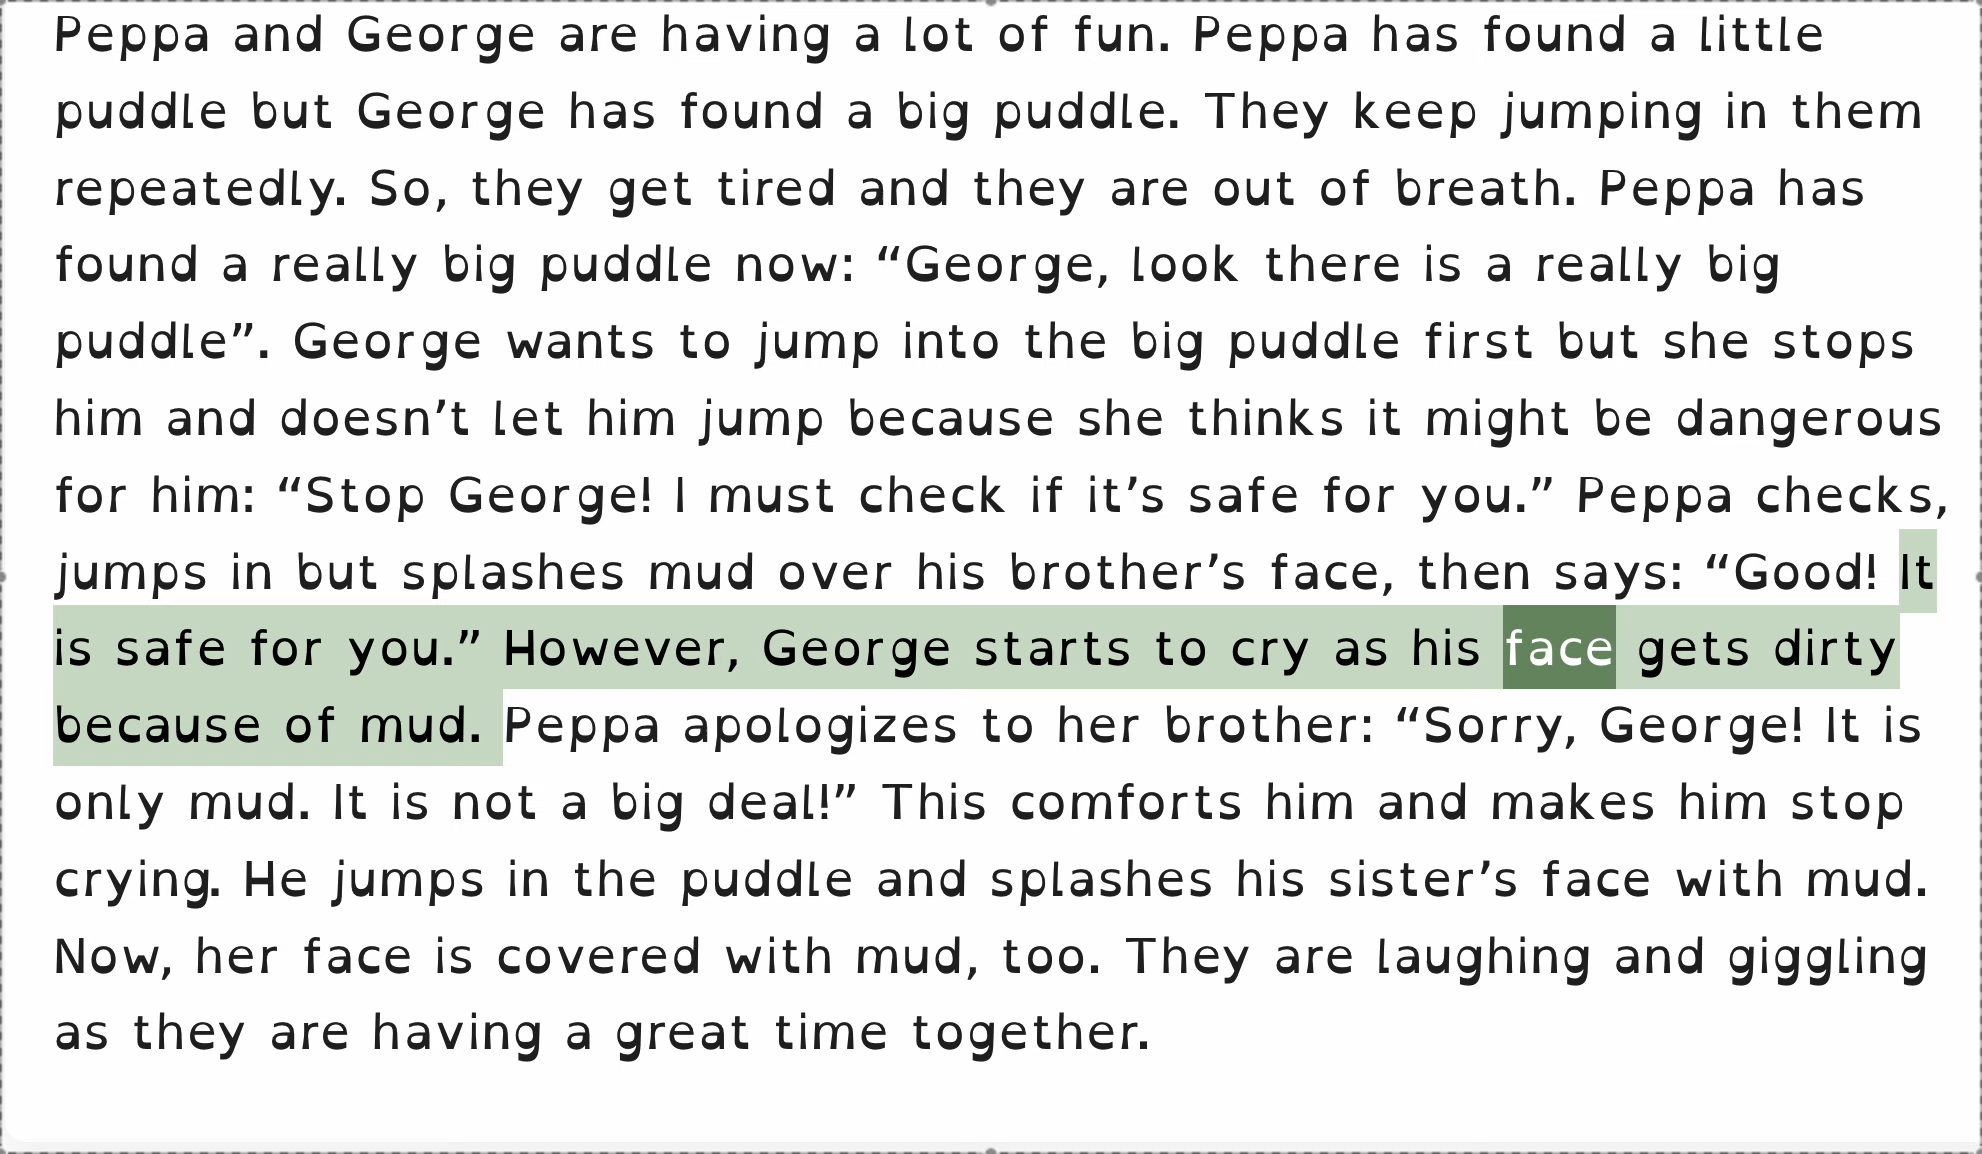 Peppa and George are having a lot of fun. Peppa has found a little
puddle but George has found a big puddle. They keep jumping in them
repeatedly. So, they get tired and they are out of breath. Peppa has
found a really big puddle now: “George, look there is a really big
puddle”. George wants to jump into the big puddle first but she stops
him and doesn’t let him jump because she thinks it might be dangerous
for him: “Stop George! I must check if it’s safe for you.” Peppa checks,
jumps in but splashes mud over his brother’s face, then says: “Good! It
is safe for you.” However, George starts to cry as his face gets dirty
because of mud. Peppa apologizes to her brother: “Sorry, George! It is
only mud. It is not a big deal!” This comforts him and makes him stop
crying. He jumps in the puddle and splashes his sister’s face with mud.
Now, her face is covered with mud, too. They are laughing and giggling
as they are having a great time together.